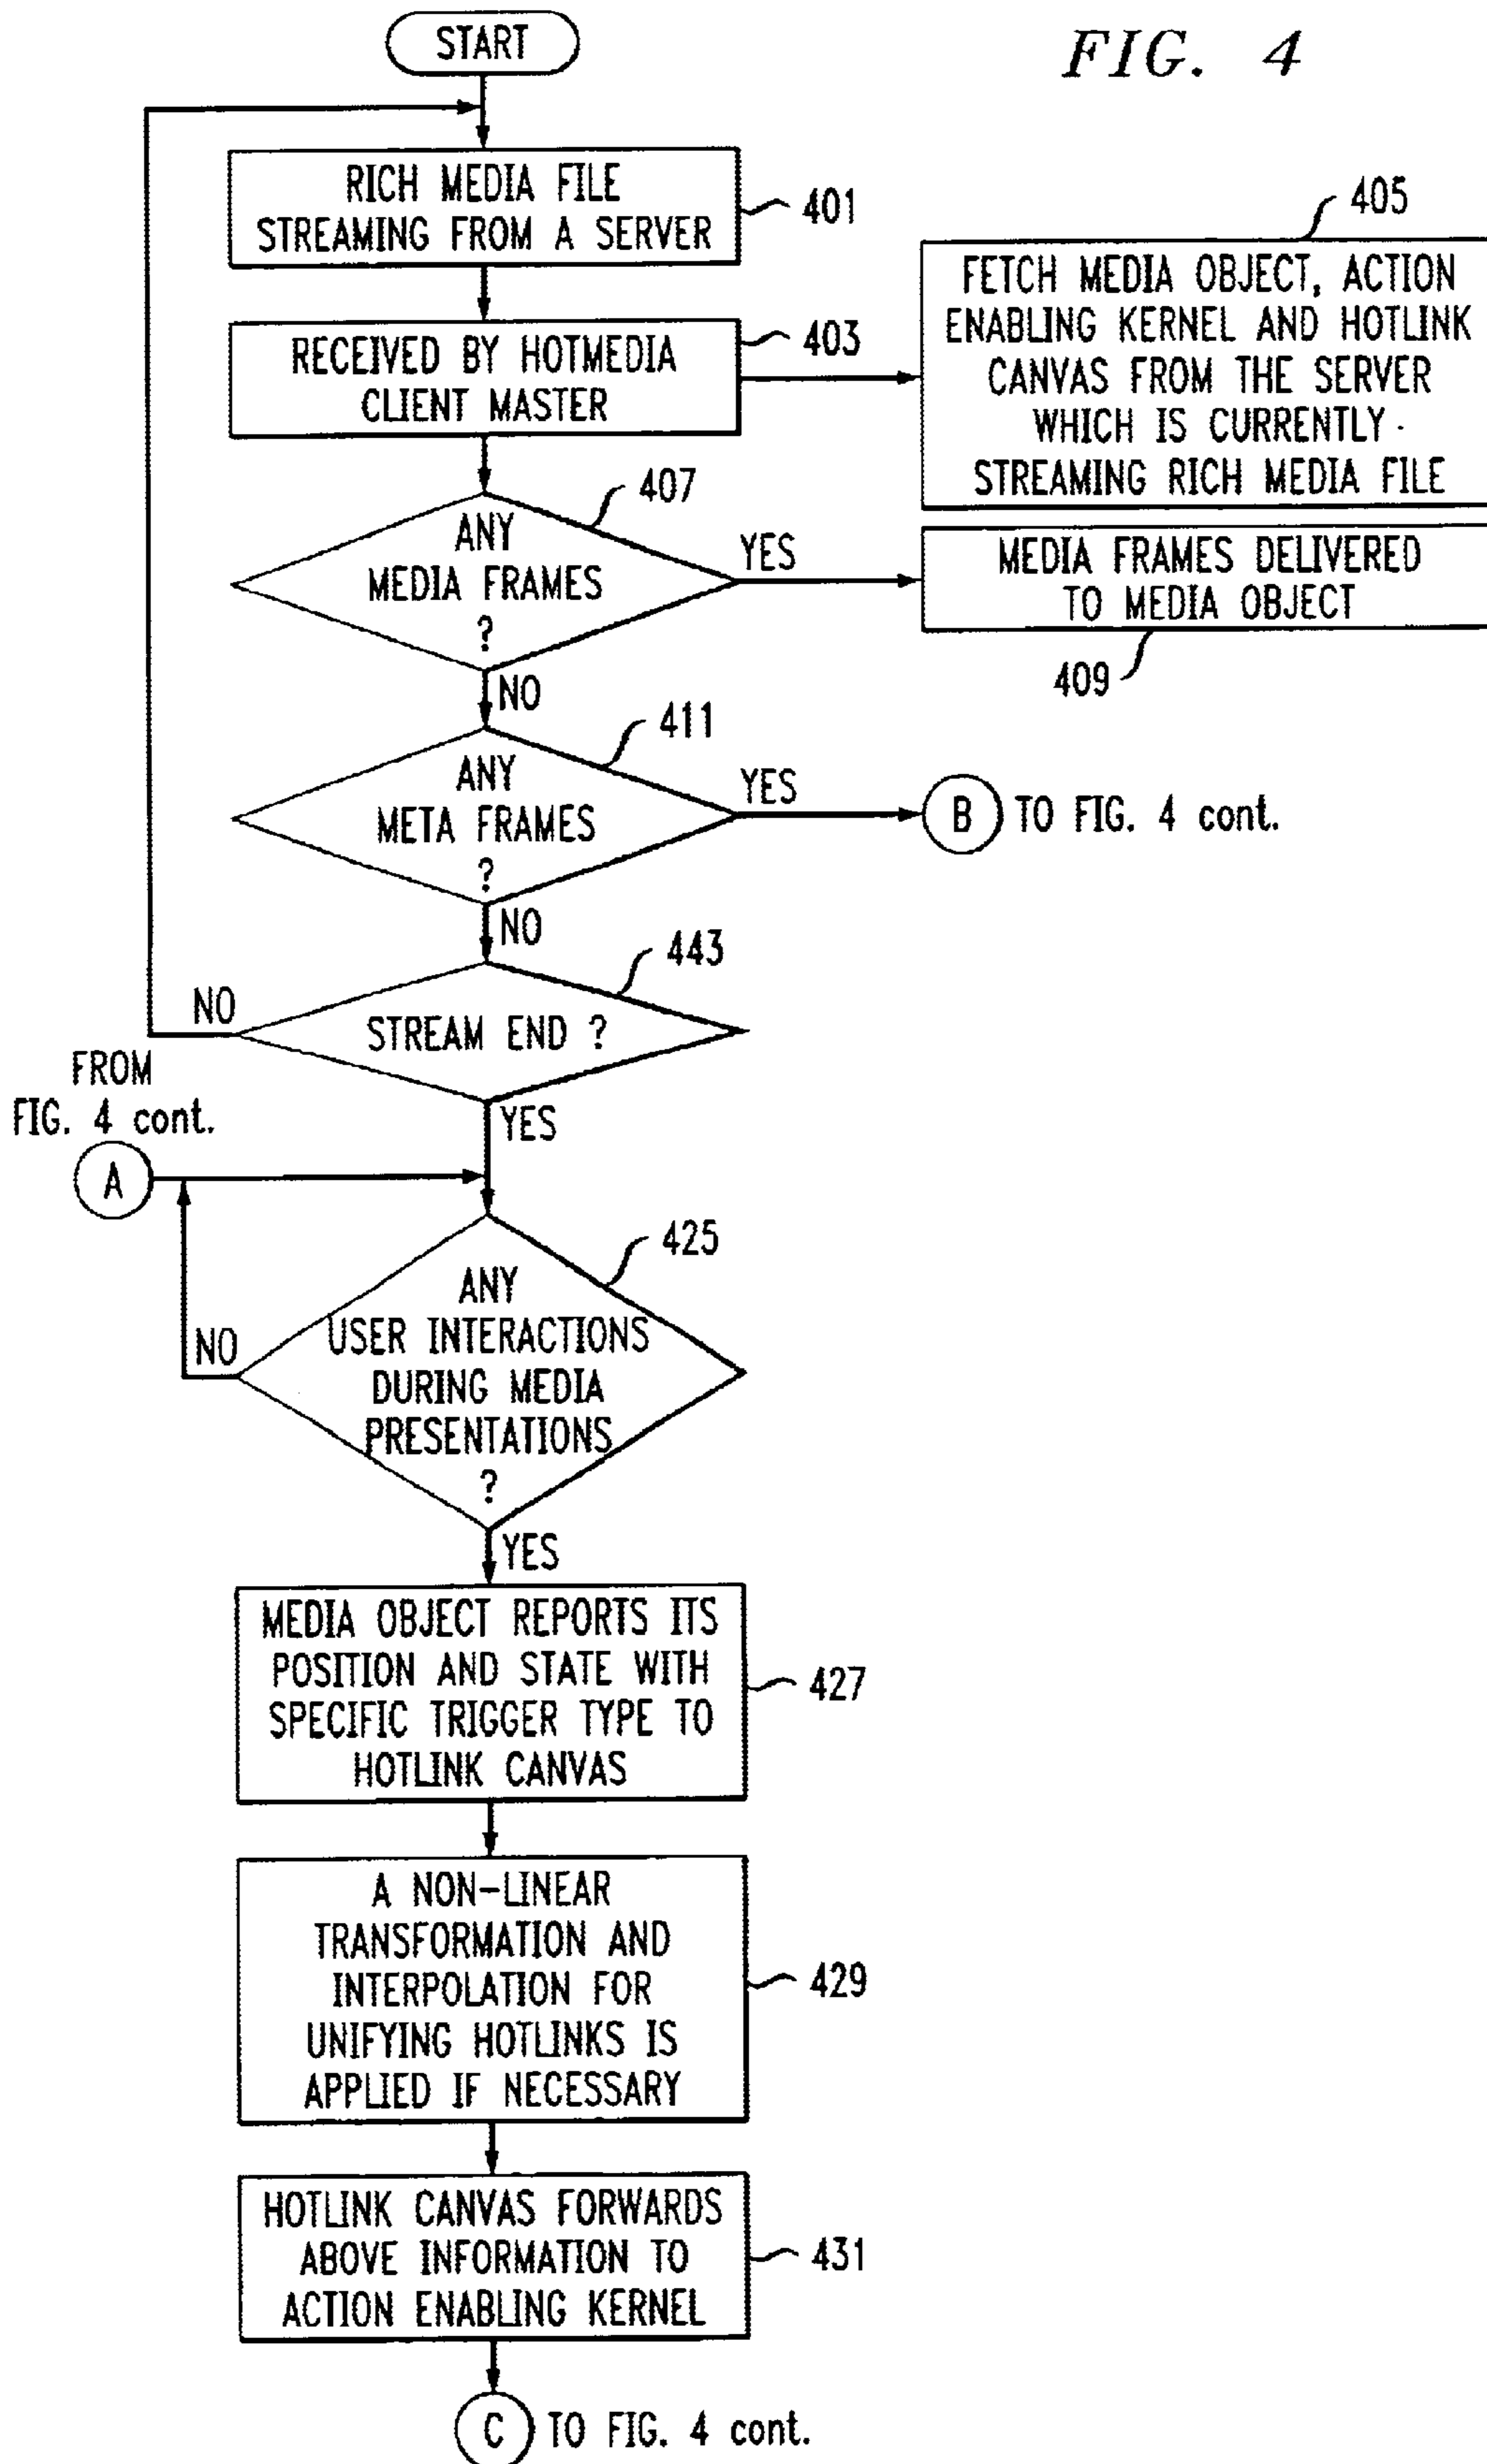 FIG. 4
START
RICH MEDIA FILE
STREAMING FROM A SERVER
401
RECEIVED BY HOTMEDIA
CLIENT MASTER
403
405
FETCH MEDIA OBJECT, ACTION
ENABLING KERNEL AND HOTLINK
CANVAS FROM THE SERVER
WHICH IS CURRENTLY
STREAMING RICH MEDIA FILE
407
ANY
MEDIA FRAMES
?
YES
MEDIA FRAMES DELIVERED
TO MEDIA OBJECT
409
NO
411
ANY
META FRAMES
?
YES
B TO FIG. 4 cont.
NO
443
STREAM END ?
NO
YES
FROM
FIG. 4 cont.
A
425
ANY
USER INTERACTIONS
DURING MEDIA
PRESENTATIONS
?
NO
YES
MEDIA OBJECT REPORTS ITS
POSITION AND STATE WITH
SPECIFIC TRIGGER TYPE TO
HOTLINK CANVAS
427
A NON-LINEAR
TRANSFORMATION AND
INTERPOLATION FOR
UNIFYING HOTLINKS IS
APPLIED IF NECESSARY
429
HOTLINK CANVAS FORWARDS
ABOVE INFORMATION TO
ACTION ENABLING KERNEL
431
C TO FIG. 4 cont.